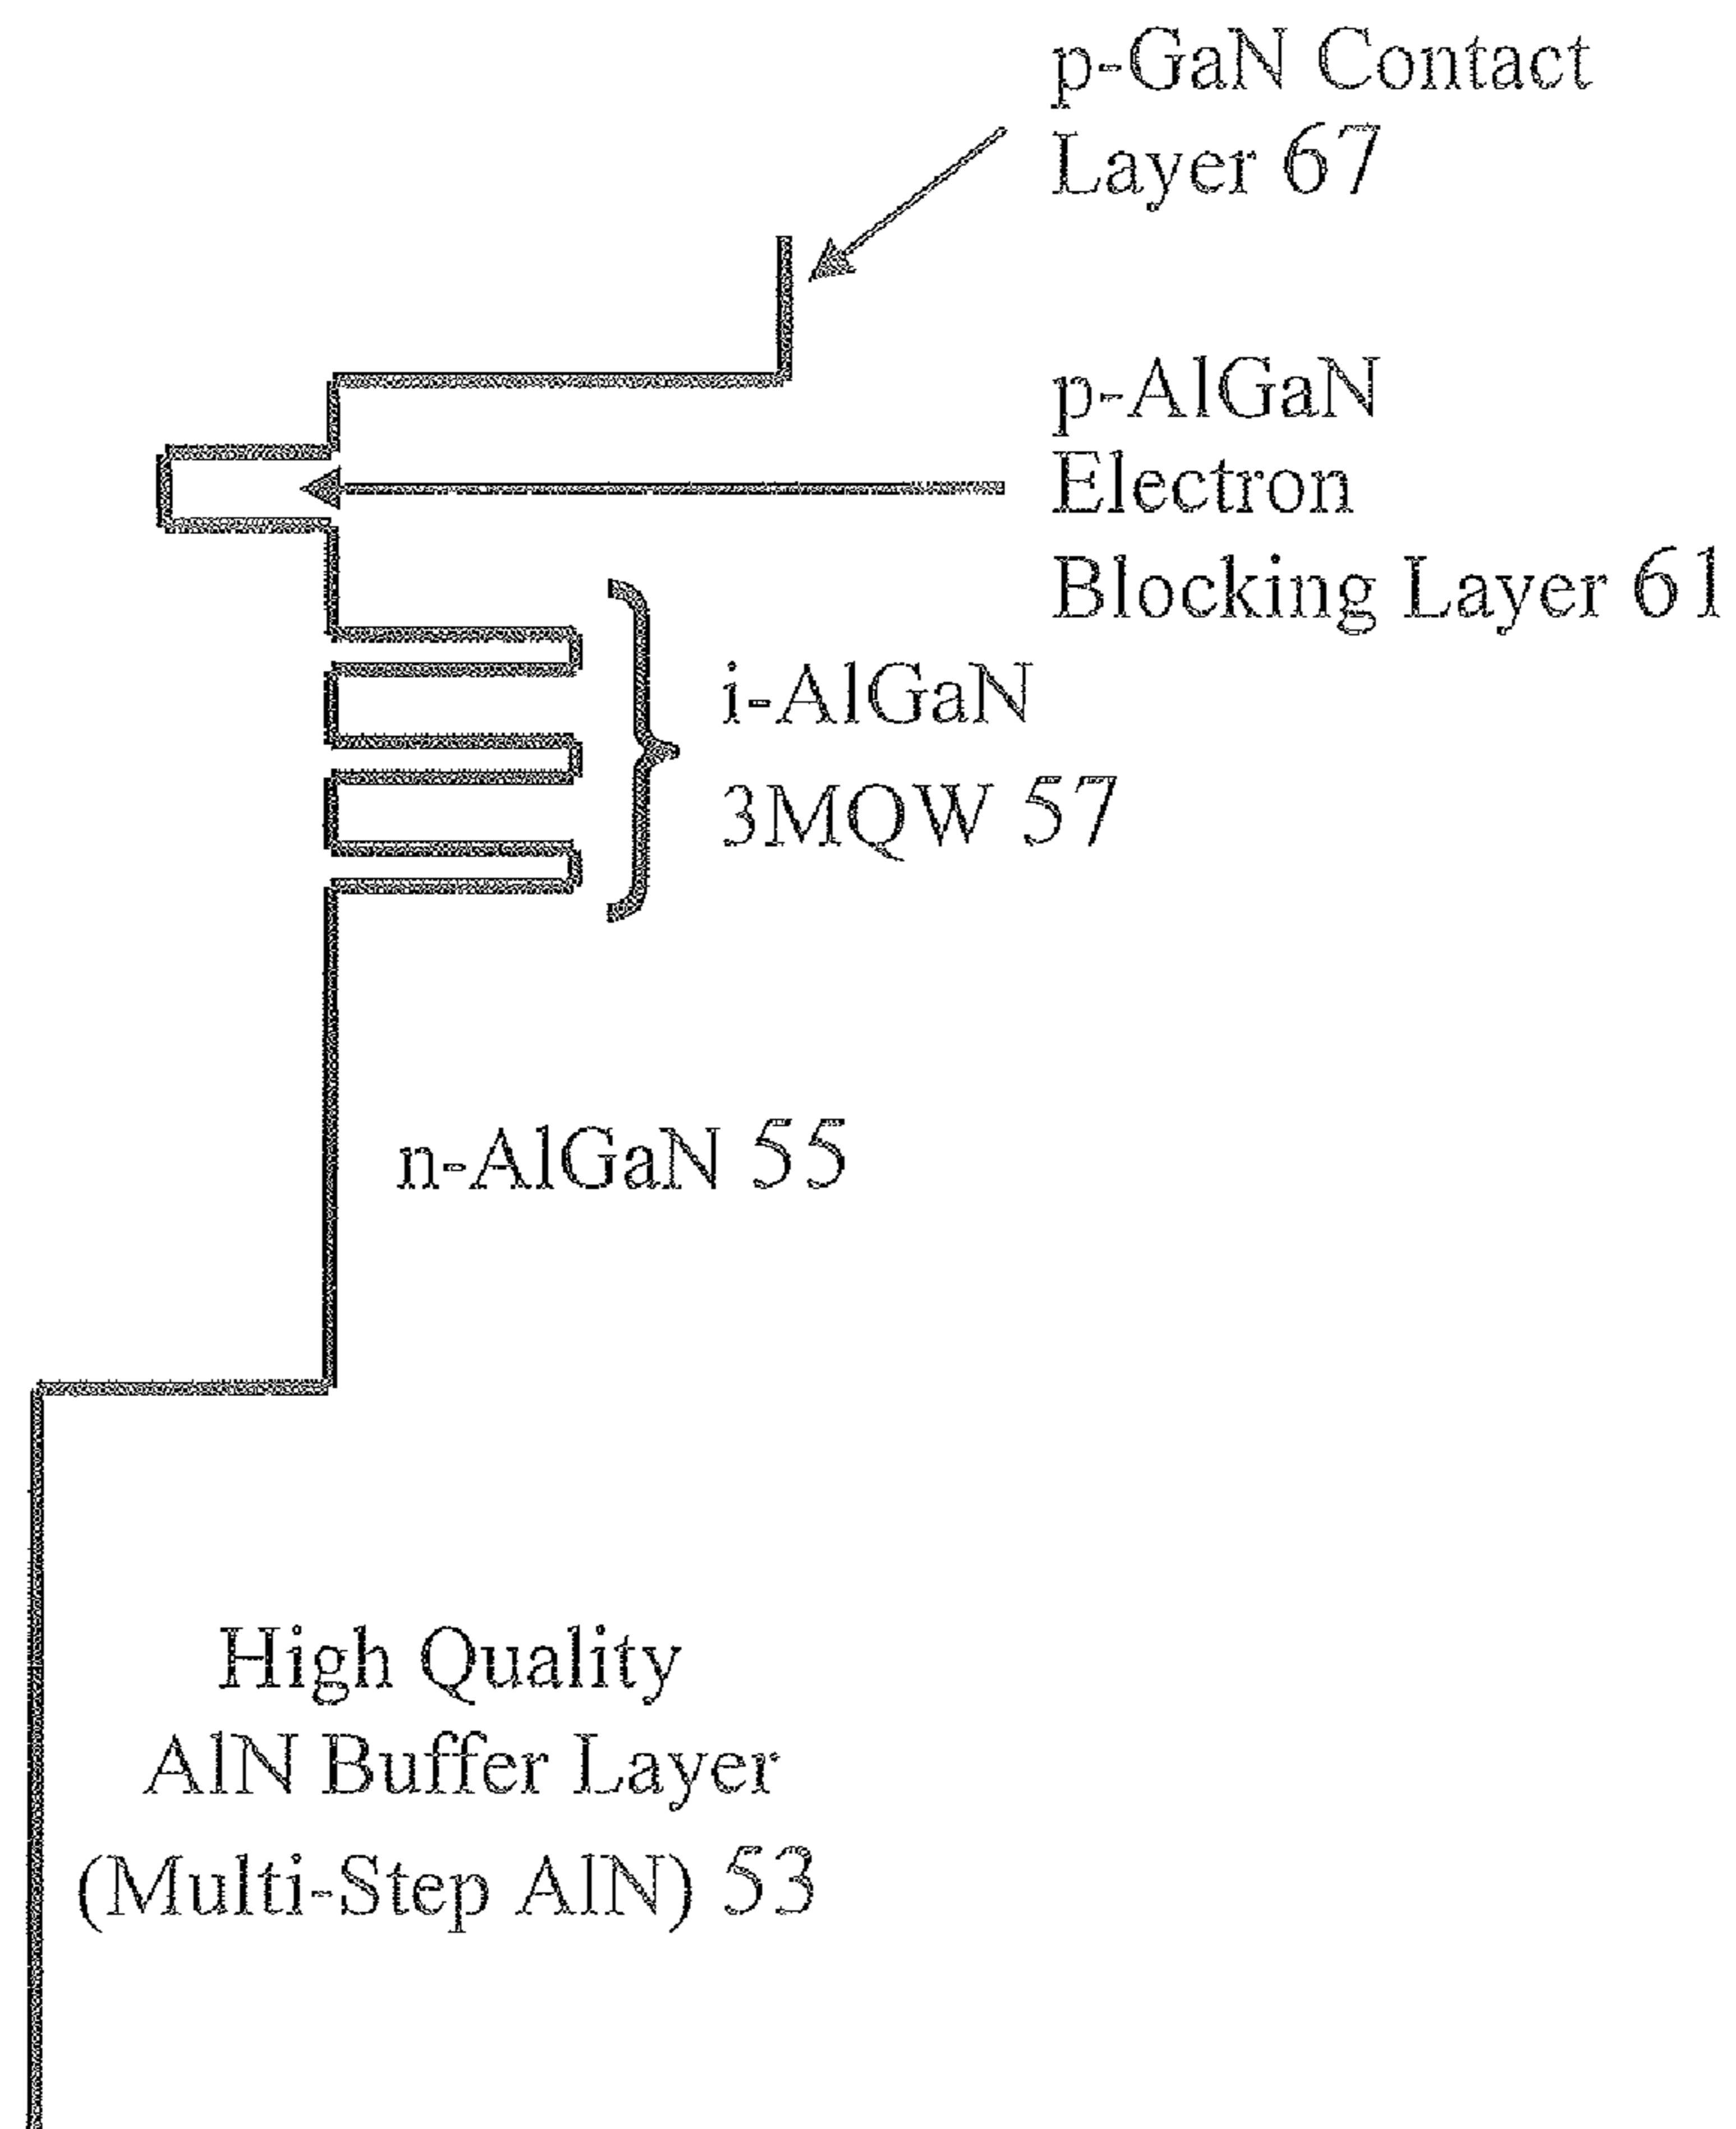 p-GaN Contact
Layer 67
p-AlGaN
Electron
Blocking Layer 61
i-AlGaN
3MQW 57
n-AlGaN 55
High Quality
AlN Buffer Layer
(Multi-Step AlN) 53